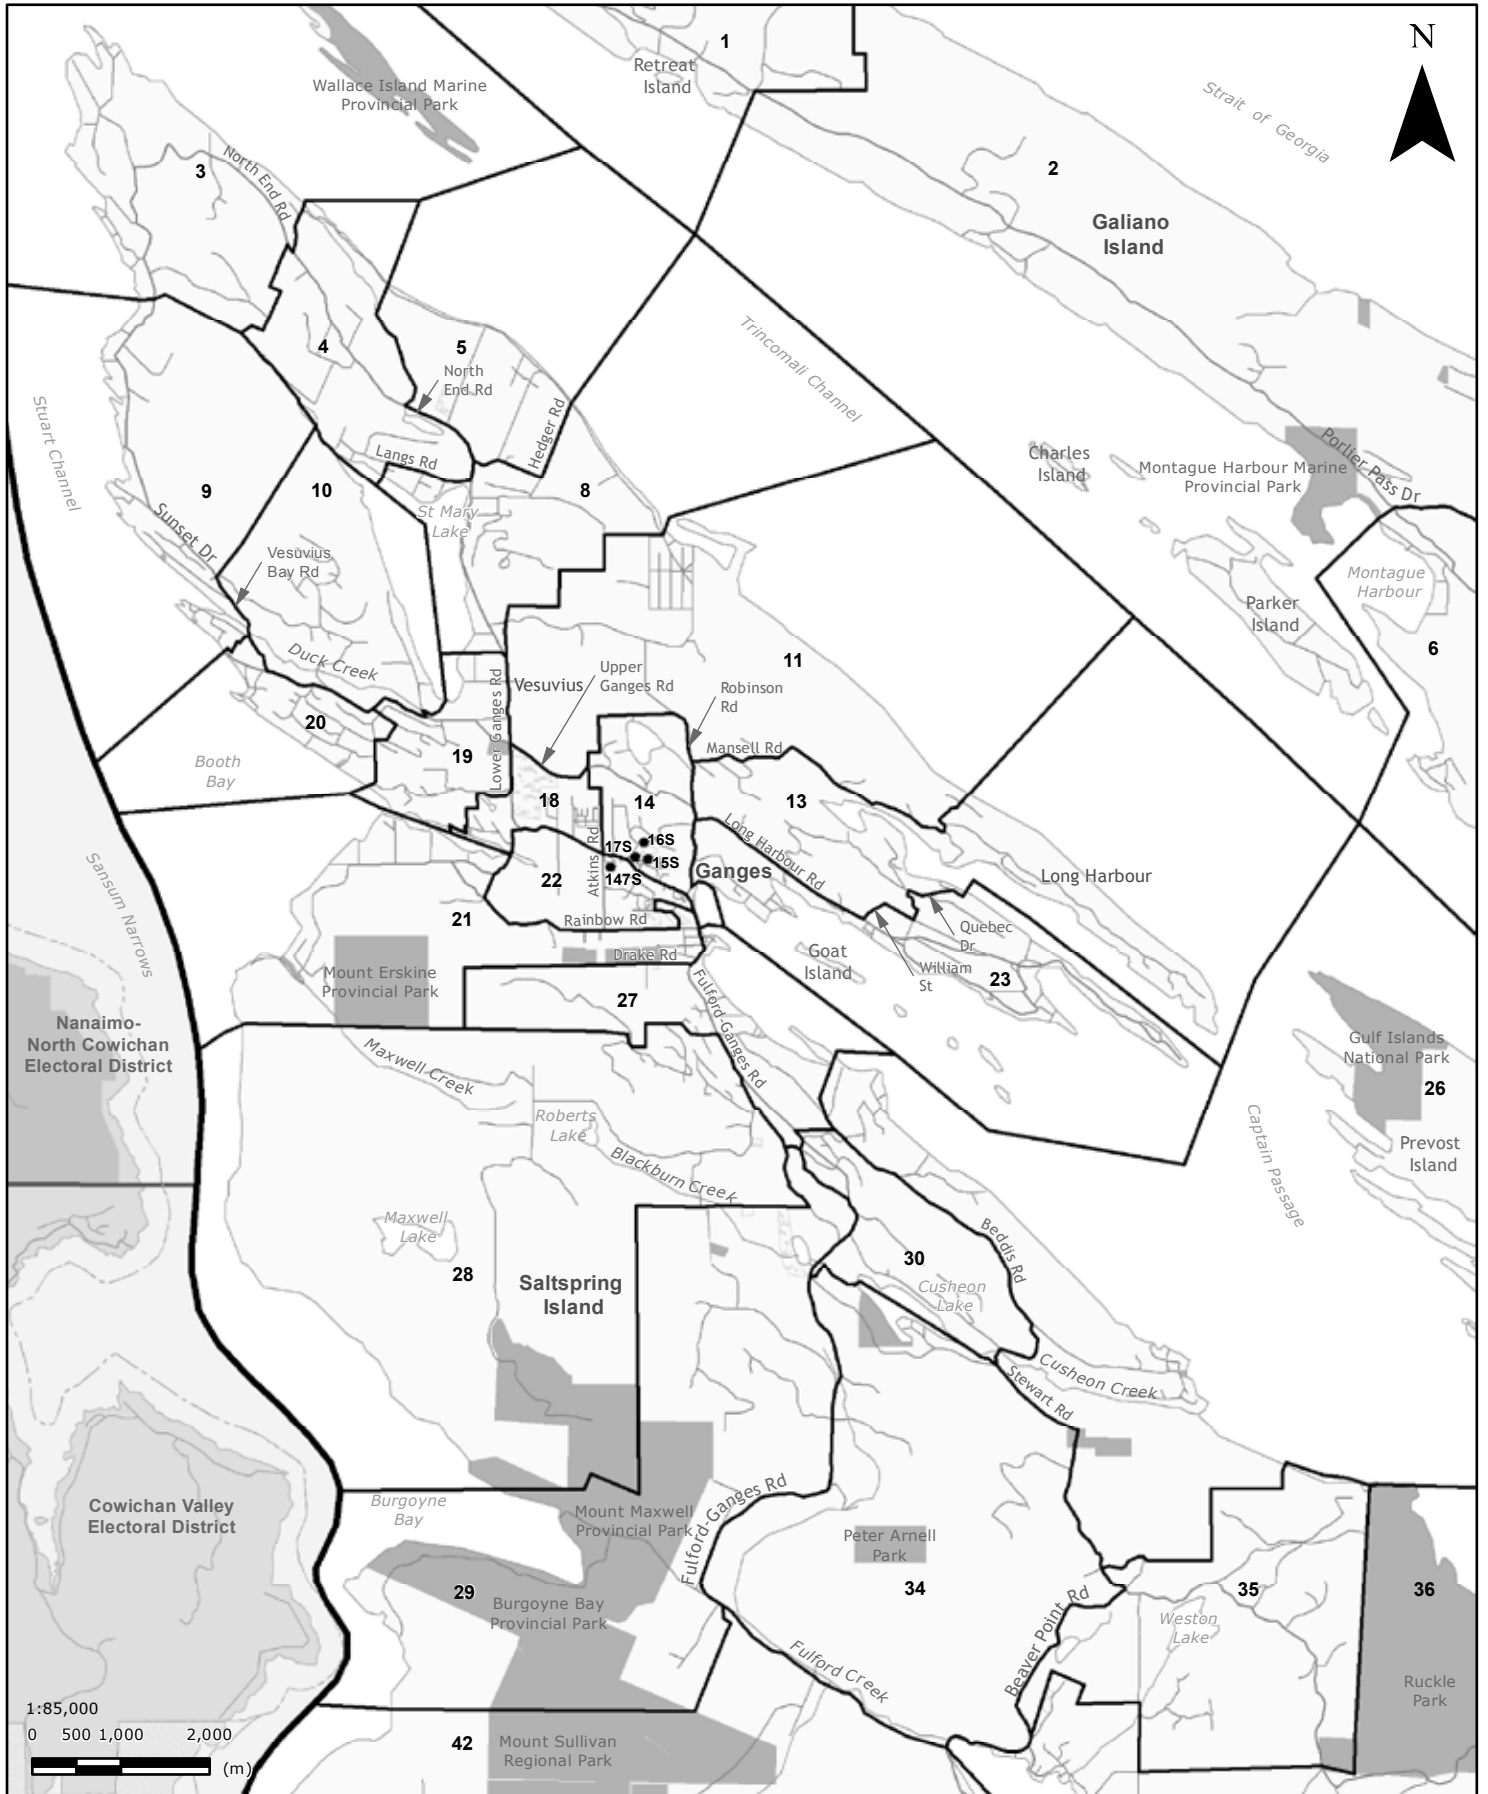 1
N
Retreat
Island
Wallace Island Marine
Provincial Park
Strait of Georgia
3
North End Rd
2
Galiano
Island
4
5
North
End Rd
Trincomali Channel
Stuart Channel
Hedger Rd
Langs Rd
Charles
Island
Porlier Pass Dr
Montague Harbour Marine
Provincial Park
9
10
8
St Mary
Lake
Sunset Dr
Vesuvius
Bay Rd
Montague
Harbour
Parker
Island
6
Duck Creek
11
Upper
Ganges Rd
Vesuvius
Robinson
Rd
Lower Ganges Rd
20
19
Mansell Rd
Booth
Bay
18
14
13
Atkins Rd
16S
17S
15S
147S
Long Harbour Rd
Ganges
Long Harbour
22
21
Rainbow Rd
Sansum Narrows
Quebec
Dr
Drake Rd
Goat
Island
William
St
23
Mount Erskine
Provincial Park
27
Fulford-Ganges Rd
Nanaimo-
North Cowichan
Electoral District
Gulf Islands
National Park
26
Maxwell Creek
Roberts
Lake
Captain Passage
Prevost
Island
Blackburn Creek
Maxwell
Lake
Beddis Rd
28
Saltspring
Island
30
Cusheon
Lake
Cusheon Creek
Stewart Rd
Cowichan Valley
Electoral District
Burgoyne
Bay
Mount Maxwell
Provincial Park
Fulford-Ganges Rd
Peter Arnell
Park
29
Burgoyne Bay
Provincial Park
34
Beaver Point Rd
35
36
Weston
Lake
Fulford Creek
Ruckle
Park
1:85,000
0 500 1,000 2,000
(m)
42
Mount Sullivan
Regional Park